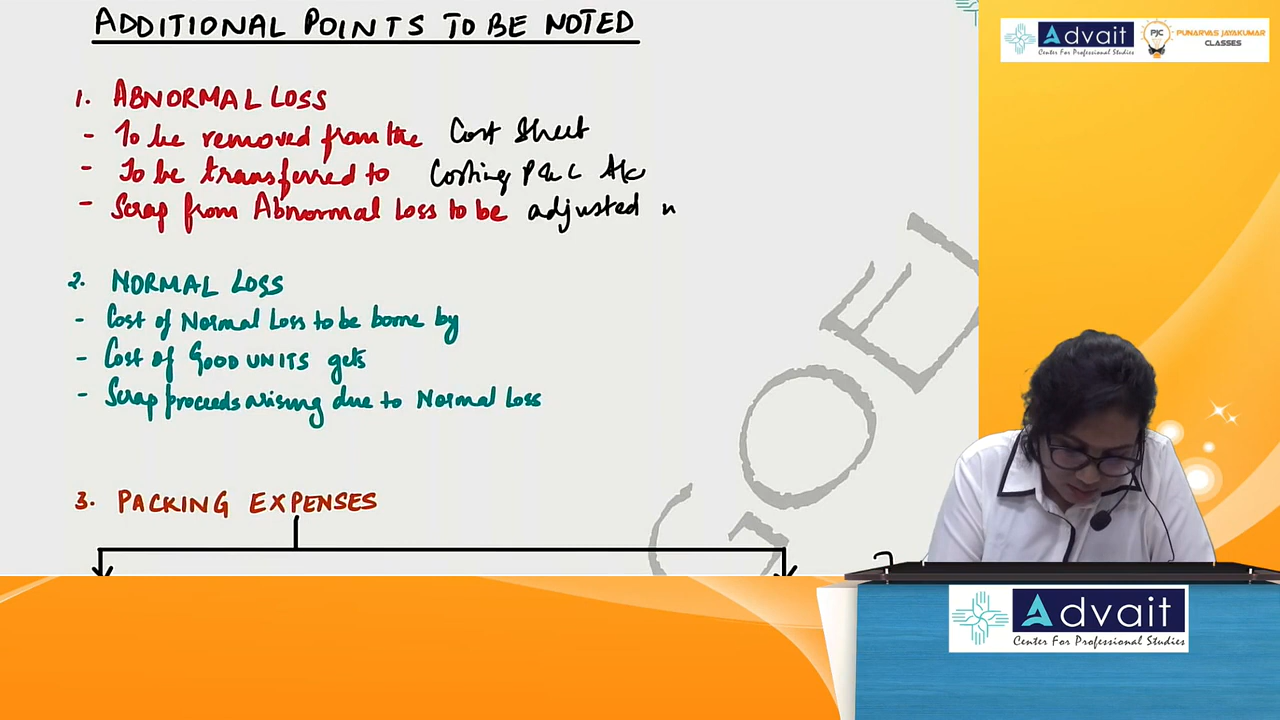 ADDITIONAL POINTS TO BE NOTED
1. ABNORMAL LOSS
- To be removed from the Cost Sheet
- To be transferred to Costing P&L A/c
- Scrap from Abnormal Loss to be adjusted
2. NORMAL LOSS
- Cost of Normal Loss to be borne by
- Cost of GOOD UNITS gets
- Scrap proceeds arising due to Normal Loss
3. PACKING EXPENSES
GOE
Advait
Center For Professional Studies
PJC
PUNARVAS JAYAKUMAR
CLASSES
Advait
Center For Professional Studies